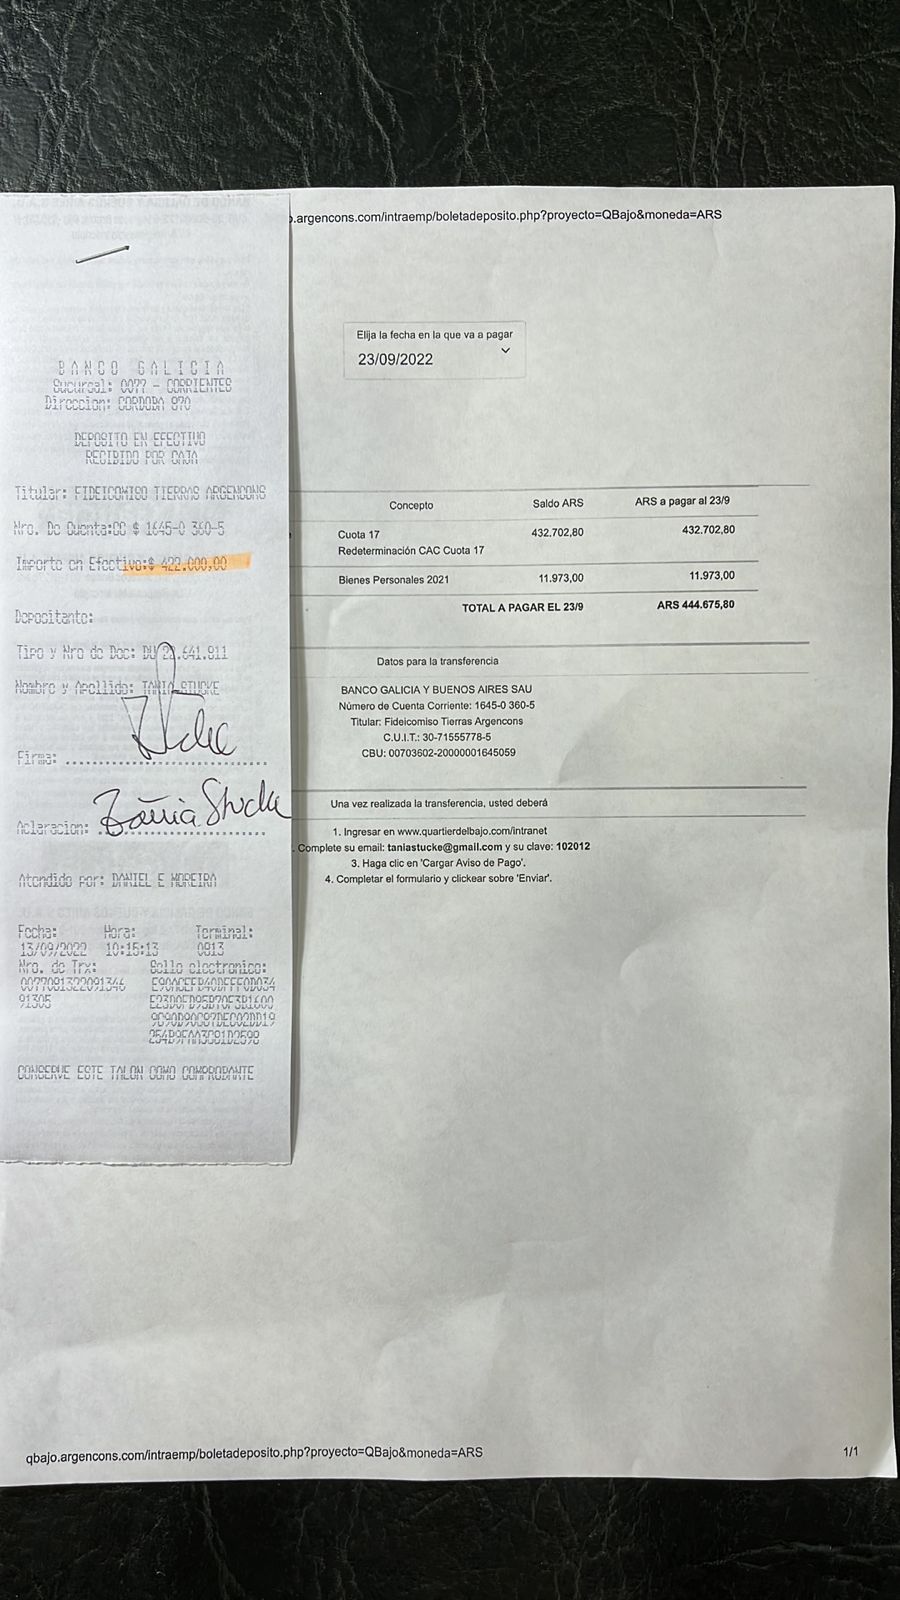 BANCO GALICIA
Sucursal: 0077 - CORRIENTES
Direccion: CORDOBA 970
DEPOSITO EN EFECTIVO
RECIBIDO POR CAJA
Titular: FIDEICOMISO TIERRAS ARGENCONS
Nro. De Cuenta:CC $ 1645-0 360-5
Importe en Efectivo:$ 422.000,00
Depositante:
Tipo y Nro de Doc: DU .641.811
Nombre y Apellido: TANIA STUCKE
Firma:
Aclaracion: Tania Stucke
Atendido por: DANIEL E MOREIRA
Fecha: Hora: Terminal:
13/09/2022 10:15:13 0813
Nro. de Trx: Sello electronico:
CONSERVE ESTE TALON COMO COMPROBANTE
.argencons.com/intraemp/boletadeposito.php?proyecto=QBajo&moneda=ARS
Elija la fecha en la que va a pagar
23/09/2022
Concepto Saldo ARS ARS a pagar al 23/9
Cuota 17 432.702,80 432.702,80
Redeterminación CAC Cuota 17
Bienes Personales 2021 11.973,00 11.973,00
TOTAL A PAGAR EL 23/9 ARS 444.675,80
Datos para la transferencia
BANCO GALICIA Y BUENOS AIRES SAU
Número de Cuenta Corriente: 1645-0 360-5
Titular: Fideicomiso Tierras Argencons
C.U.I.T.: 30-71555778-5
CBU: 00703602-20000001645059
Una vez realizada la transferencia, usted deberá
1. Ingresar en www.quartierdelbajo.com/intranet
. Complete su email: taniastucke@gmail.com y su clave: 102012
3. Haga clic en 'Cargar Aviso de Pago'.
4. Completar el formulario y clickear sobre 'Enviar'.
qbajo.argencons.com/intraemp/boletadeposito.php?proyecto=QBajo&moneda=ARS 1/1